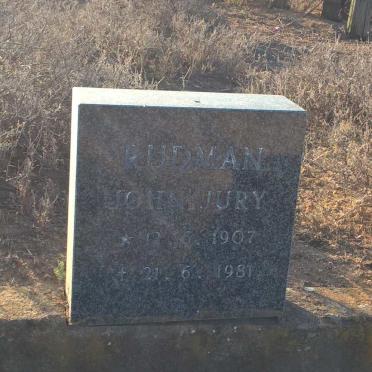 RUDMAN
JOHN JURY
1907
+ 21. 6. 1981